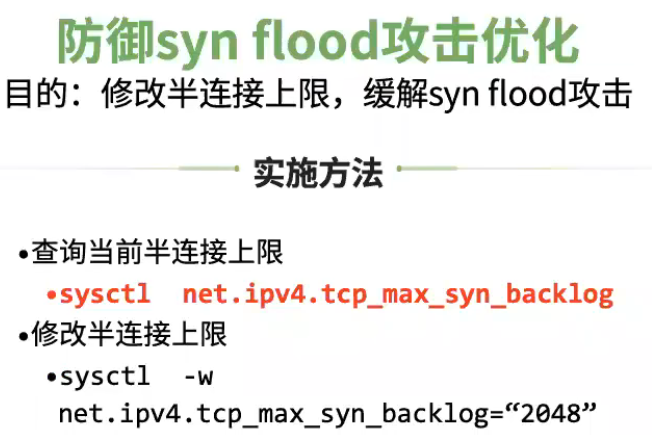 防御syn flood攻击优化
目的：修改半连接上限，缓解syn flood攻击
实施方法
•查询当前半连接上限
•sysctl net.ipv4.tcp_max_syn_backlog
•修改半连接上限
•sysctl -w
net.ipv4.tcp_max_syn_backlog=“2048”